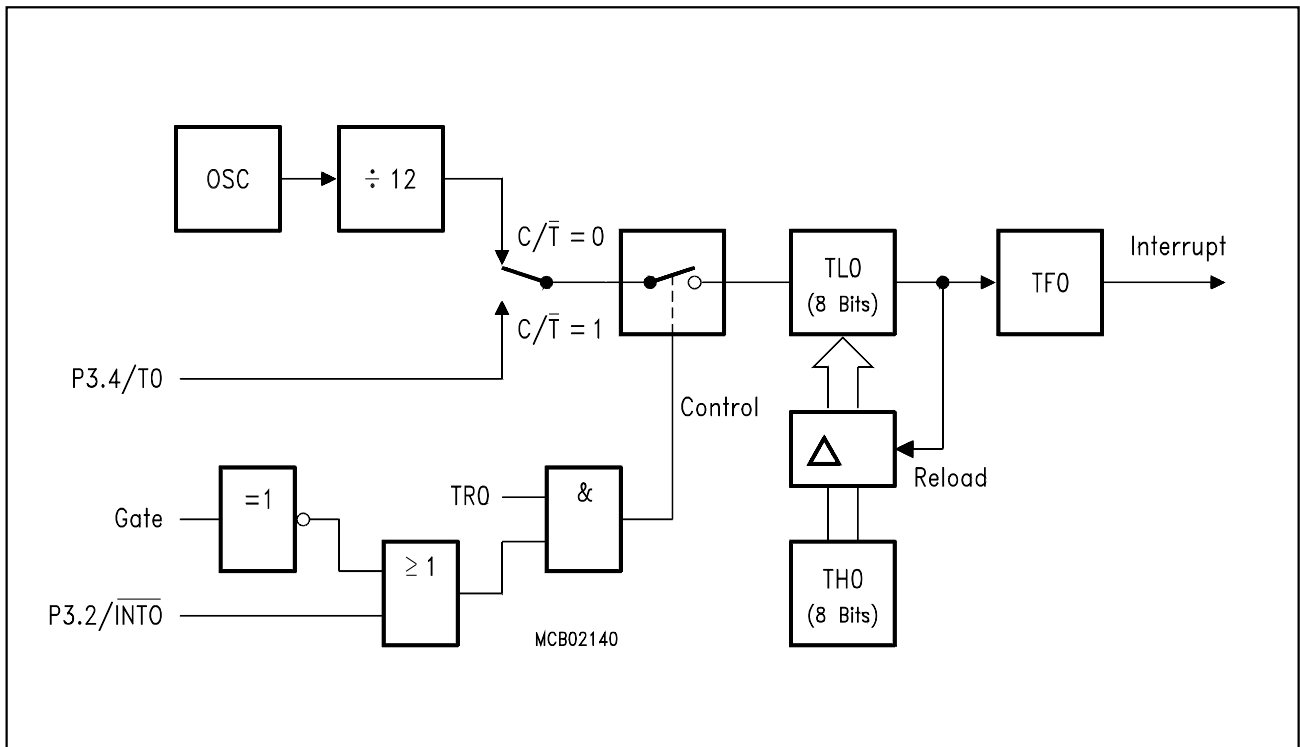 OSC
÷ 12
C/T̅ = 0
C/T̅ = 1
P3.4/T0
TL0
(8 Bits)
TF0
Interrupt
Control
Reload
Gate
=1
TR0
&
≥ 1
P3.2/I̅N̅T̅0̅
TH0
(8 Bits)
MCB02140